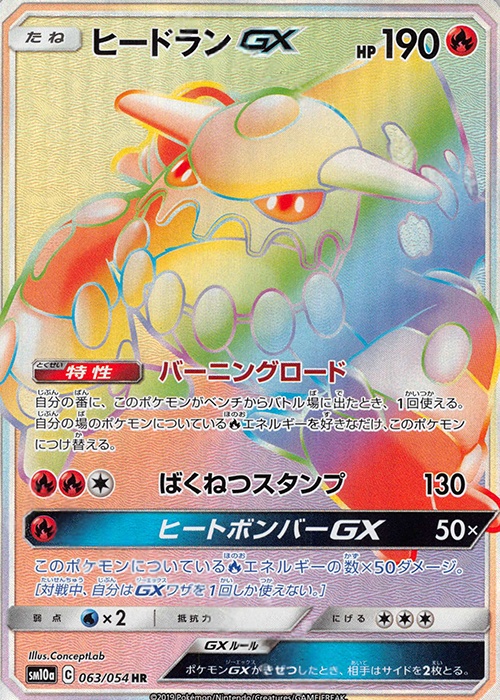 たね ヒードランGX HP190
特性 バーニングロード
自分の番に、このポケモンがベンチからバトル場に出たとき、1回使える。
自分の場のポケモンについている エネルギーを好きなだけ、このポケモン
につけ替える。
ばくねつスタンプ 130
ヒートボンバーGX 50×
このポケモンについている エネルギーの数×50ダメージ。
[対戦中、自分はGXワザを1回しか使えない。]
弱点 ×2 抵抗力 にげる
GXルール
Illus.ConceptLab
sm10a C 063/054 HR ポケモンGXがきぜつしたとき、相手はサイドを2枚とる。
©2019 Pokémon/Nintendo/Creatures/GAME FREAK.